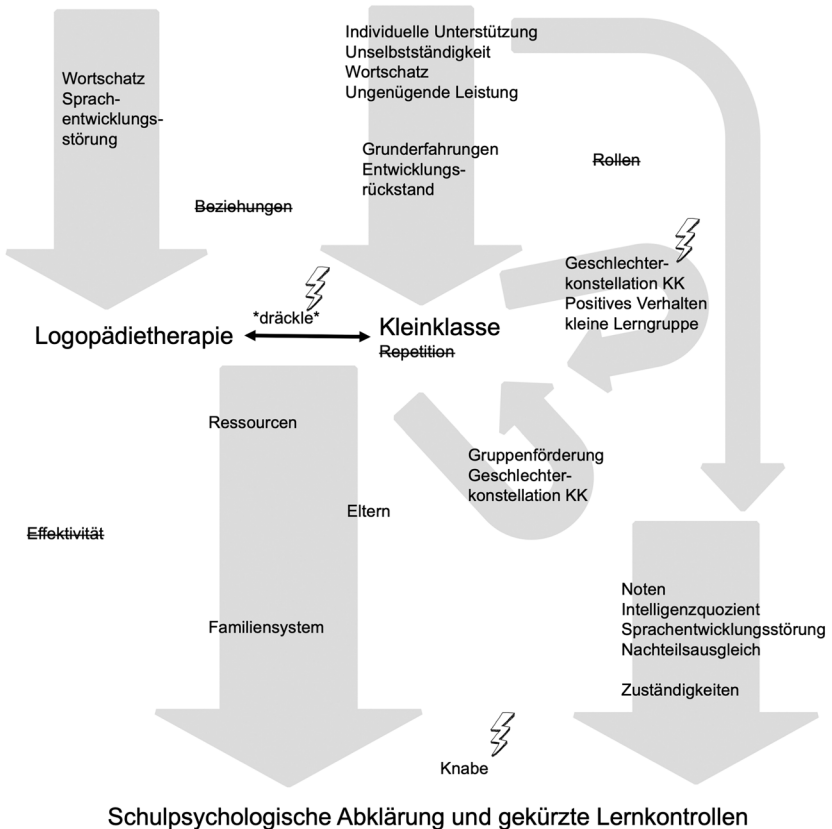 Individuelle Unterstützung
Unselbstständigkeit
Wortschatz
Ungenügende Leistung
Wortschatz
Sprach-
entwicklungs-
störung
Grunderfahrungen
Entwicklungs-
rückstand
Rollen
Beziehungen
Geschlechter-
konstellation KK
Positives Verhalten
kleine Lerngruppe
*dräckle*
Logopädietherapie
Kleinklasse
Repetition
Ressourcen
Gruppenförderung
Geschlechter-
konstellation KK
Eltern
Effektivität
Noten
Intelligenzquozient
Sprachentwicklungsstörung
Nachteilsausgleich
Familiensystem
Zuständigkeiten
Knabe
Schulpsychologische Abklärung und gekürzte Lernkontrollen